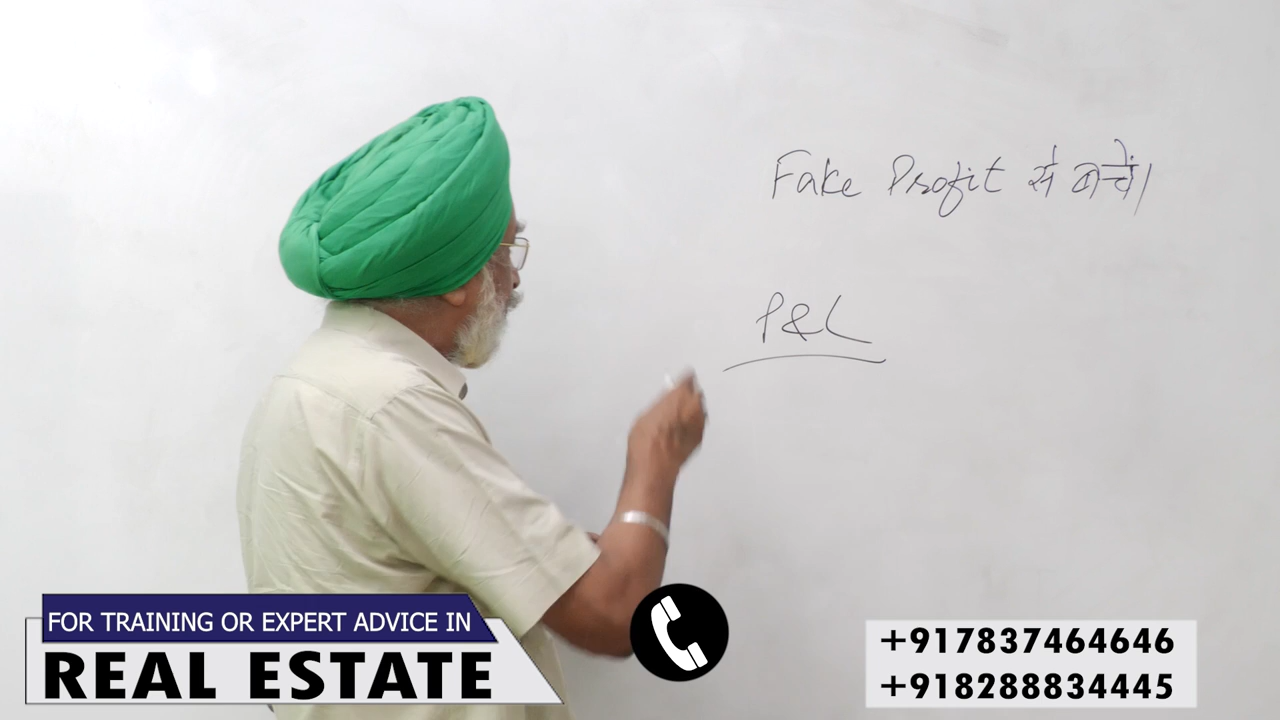 Fake Profit से बचें।
P&L
FOR TRAINING OR EXPERT ADVICE IN
REAL ESTATE
+917837464646
+918288834445